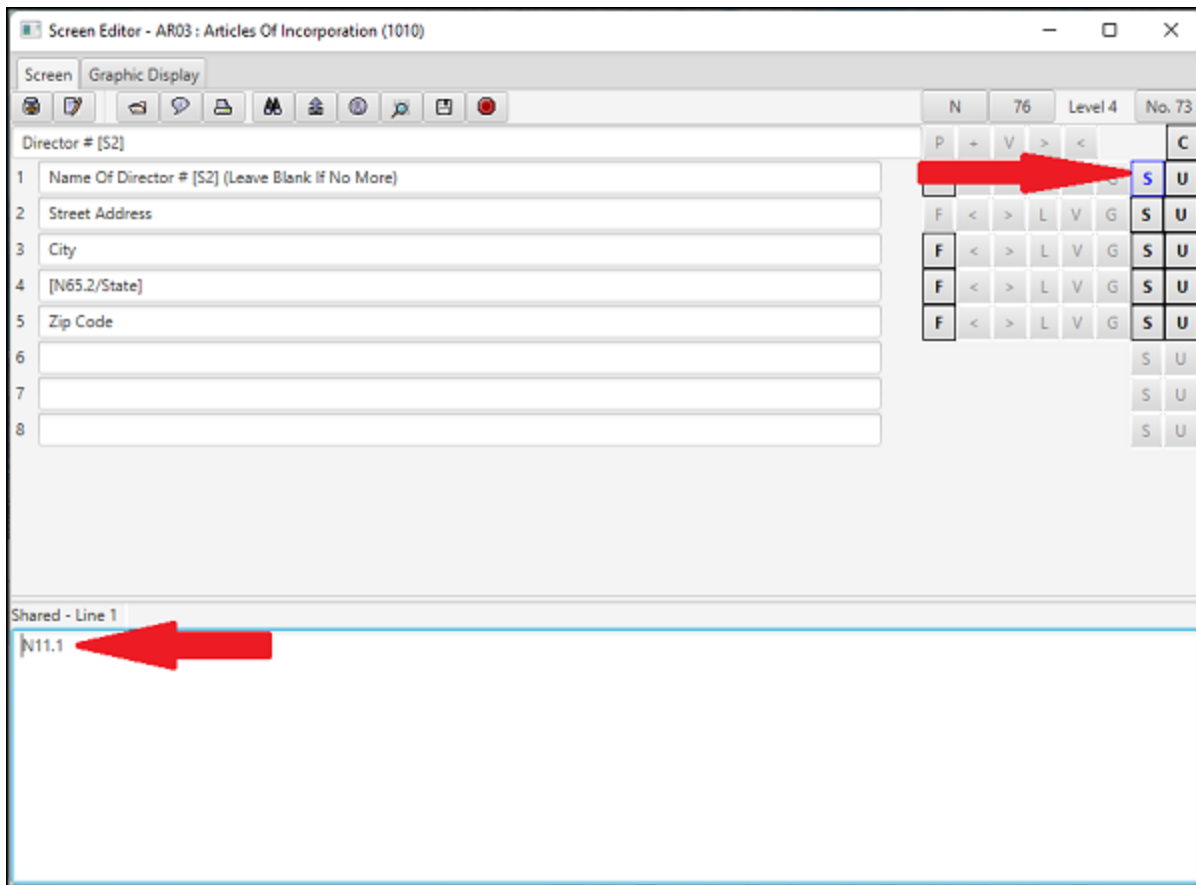 Screen Editor - AR03 : Articles Of Incorporation (1010)
Screen Graphic Display
N 76 Level 4 No. 73
Director # [S2] P + V > < C
1 Name Of Director # [S2] (Leave Blank If No More) G S U
2 Street Address F < > L V G S U
3 City F < > L V G S U
4 [N65.2/State] F < > L V G S U
5 Zip Code F < > L V G S U
6 S U
7 S U
8 S U
Shared - Line 1
N11.1